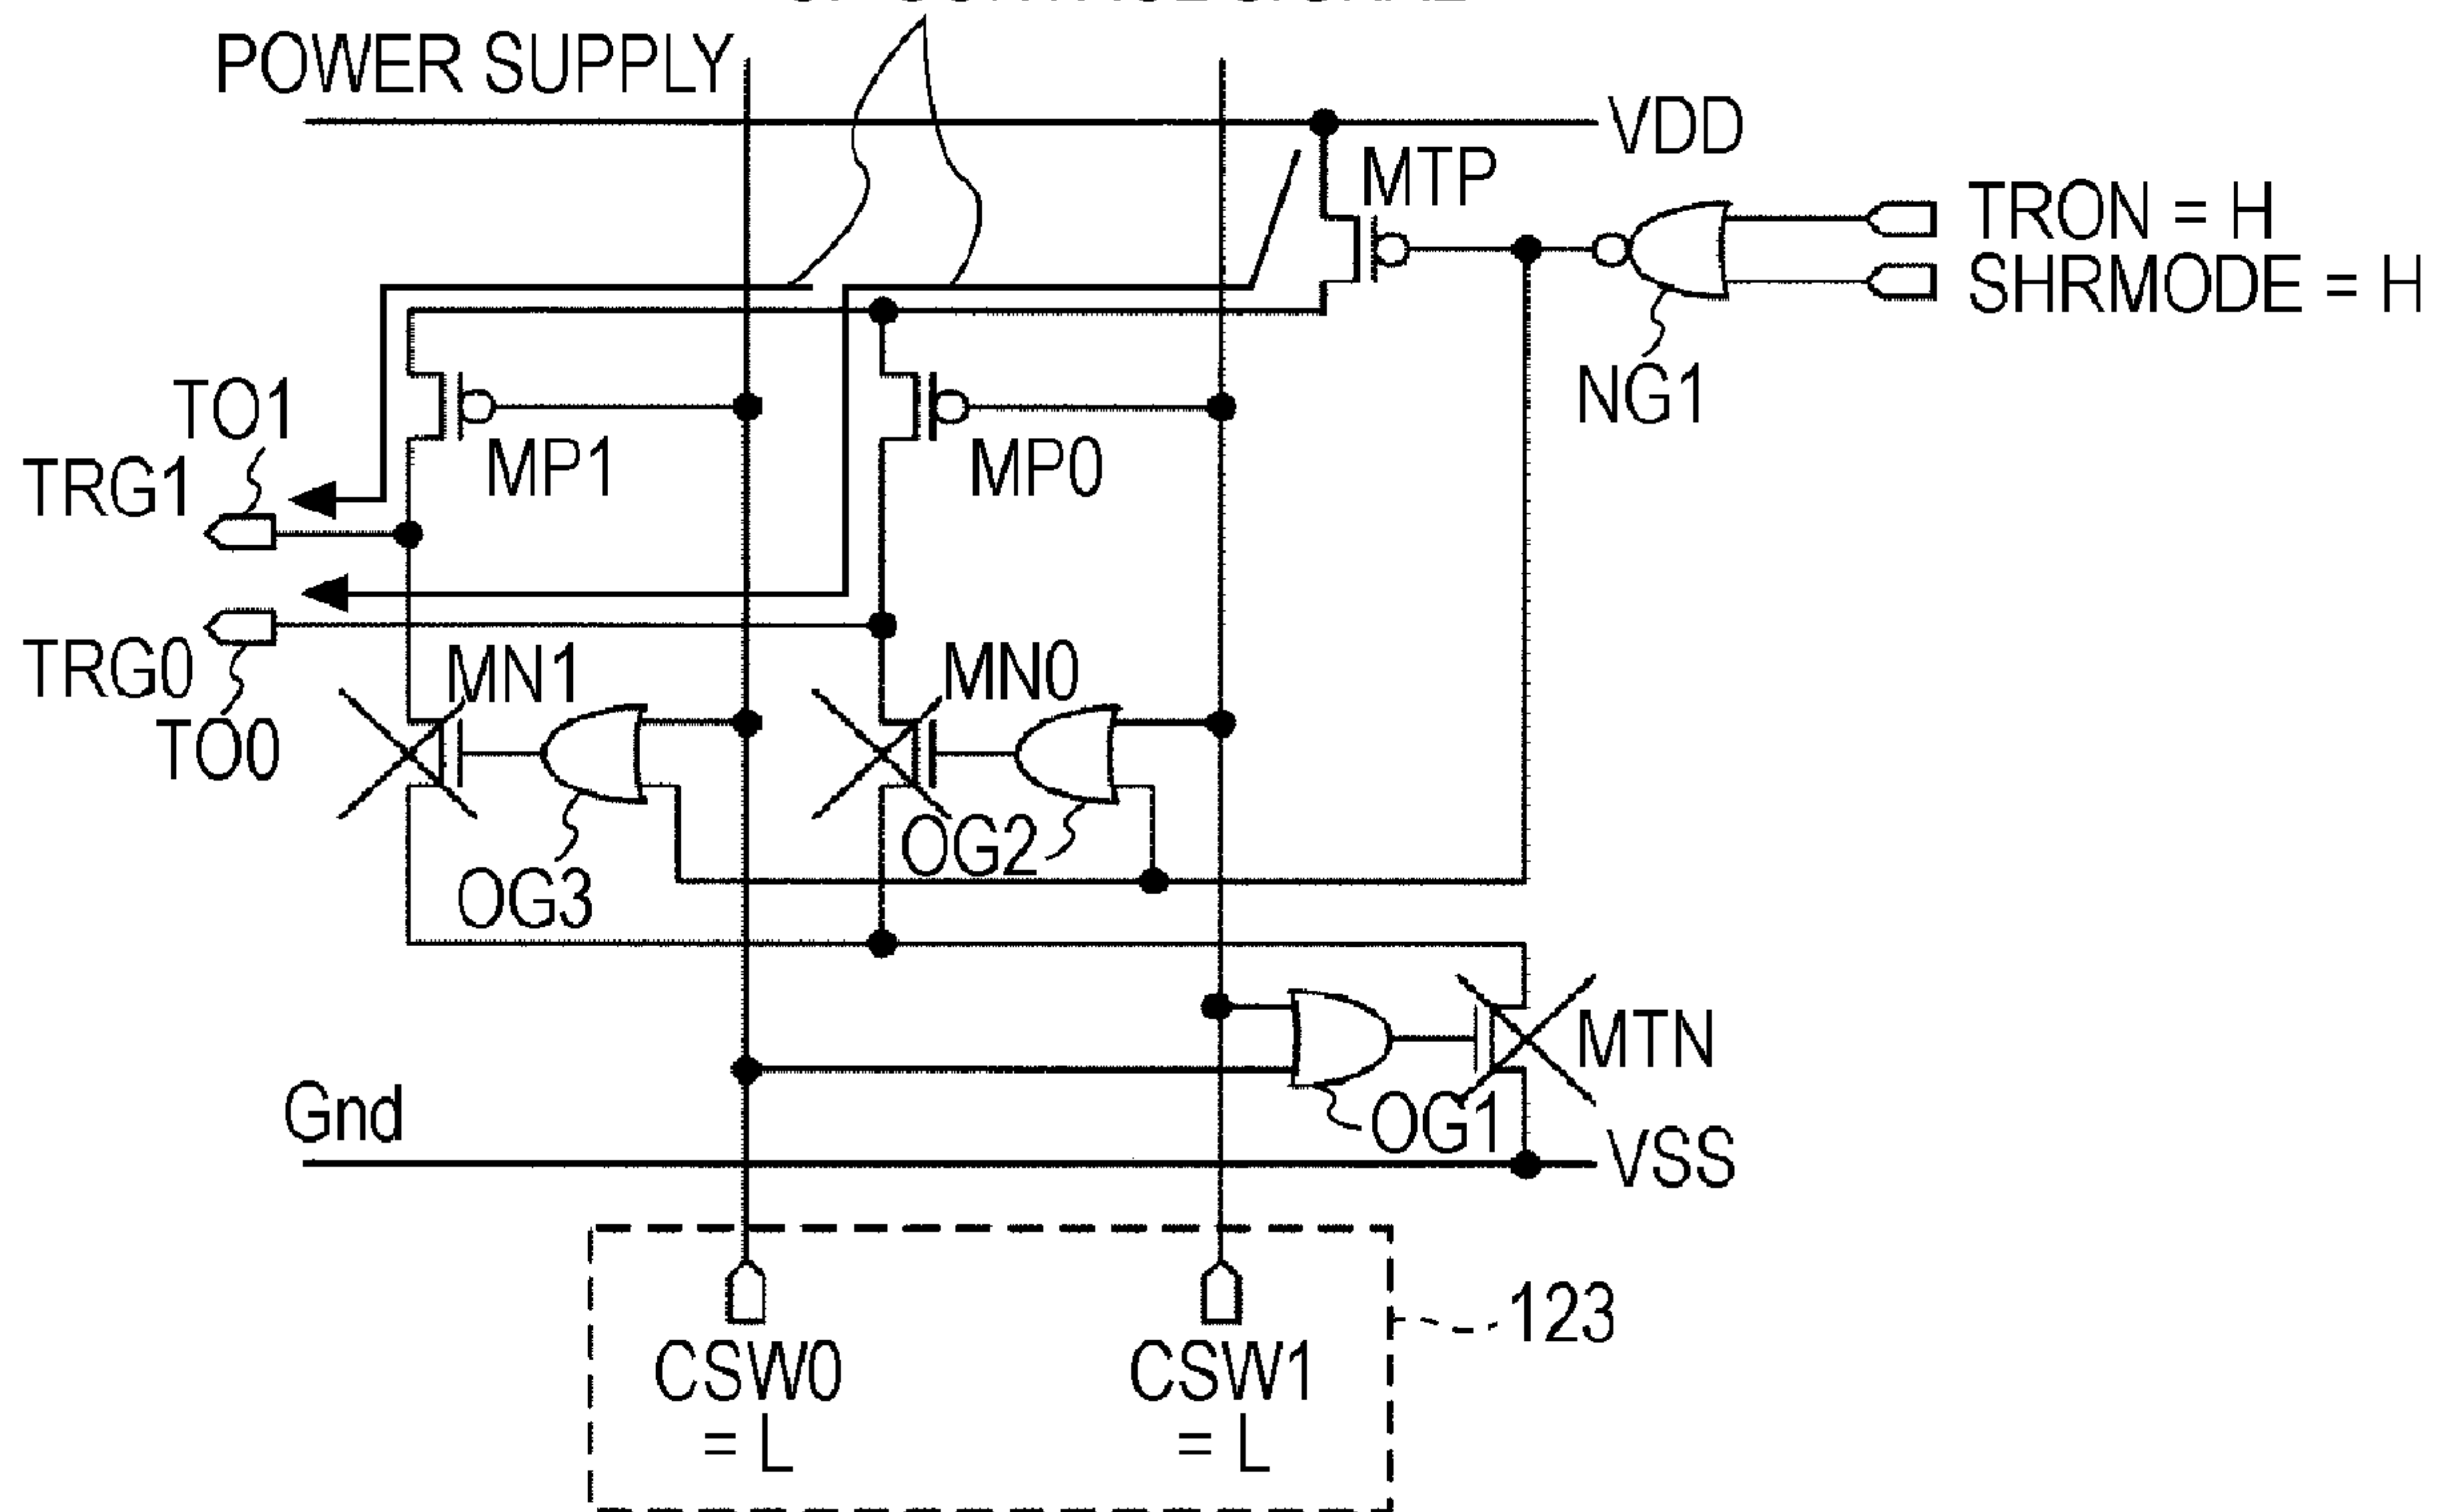 POWER SUPPLY
VDD
MTP
TRON = H
SHRMODE = H
NG1
TO1
TRG1
MP1
MP0
TRG0
TO0
MN1
MN0
OG3
OG2
MTN
OG1
Gnd
VSS
CSW0
= L
CSW1
= L
123